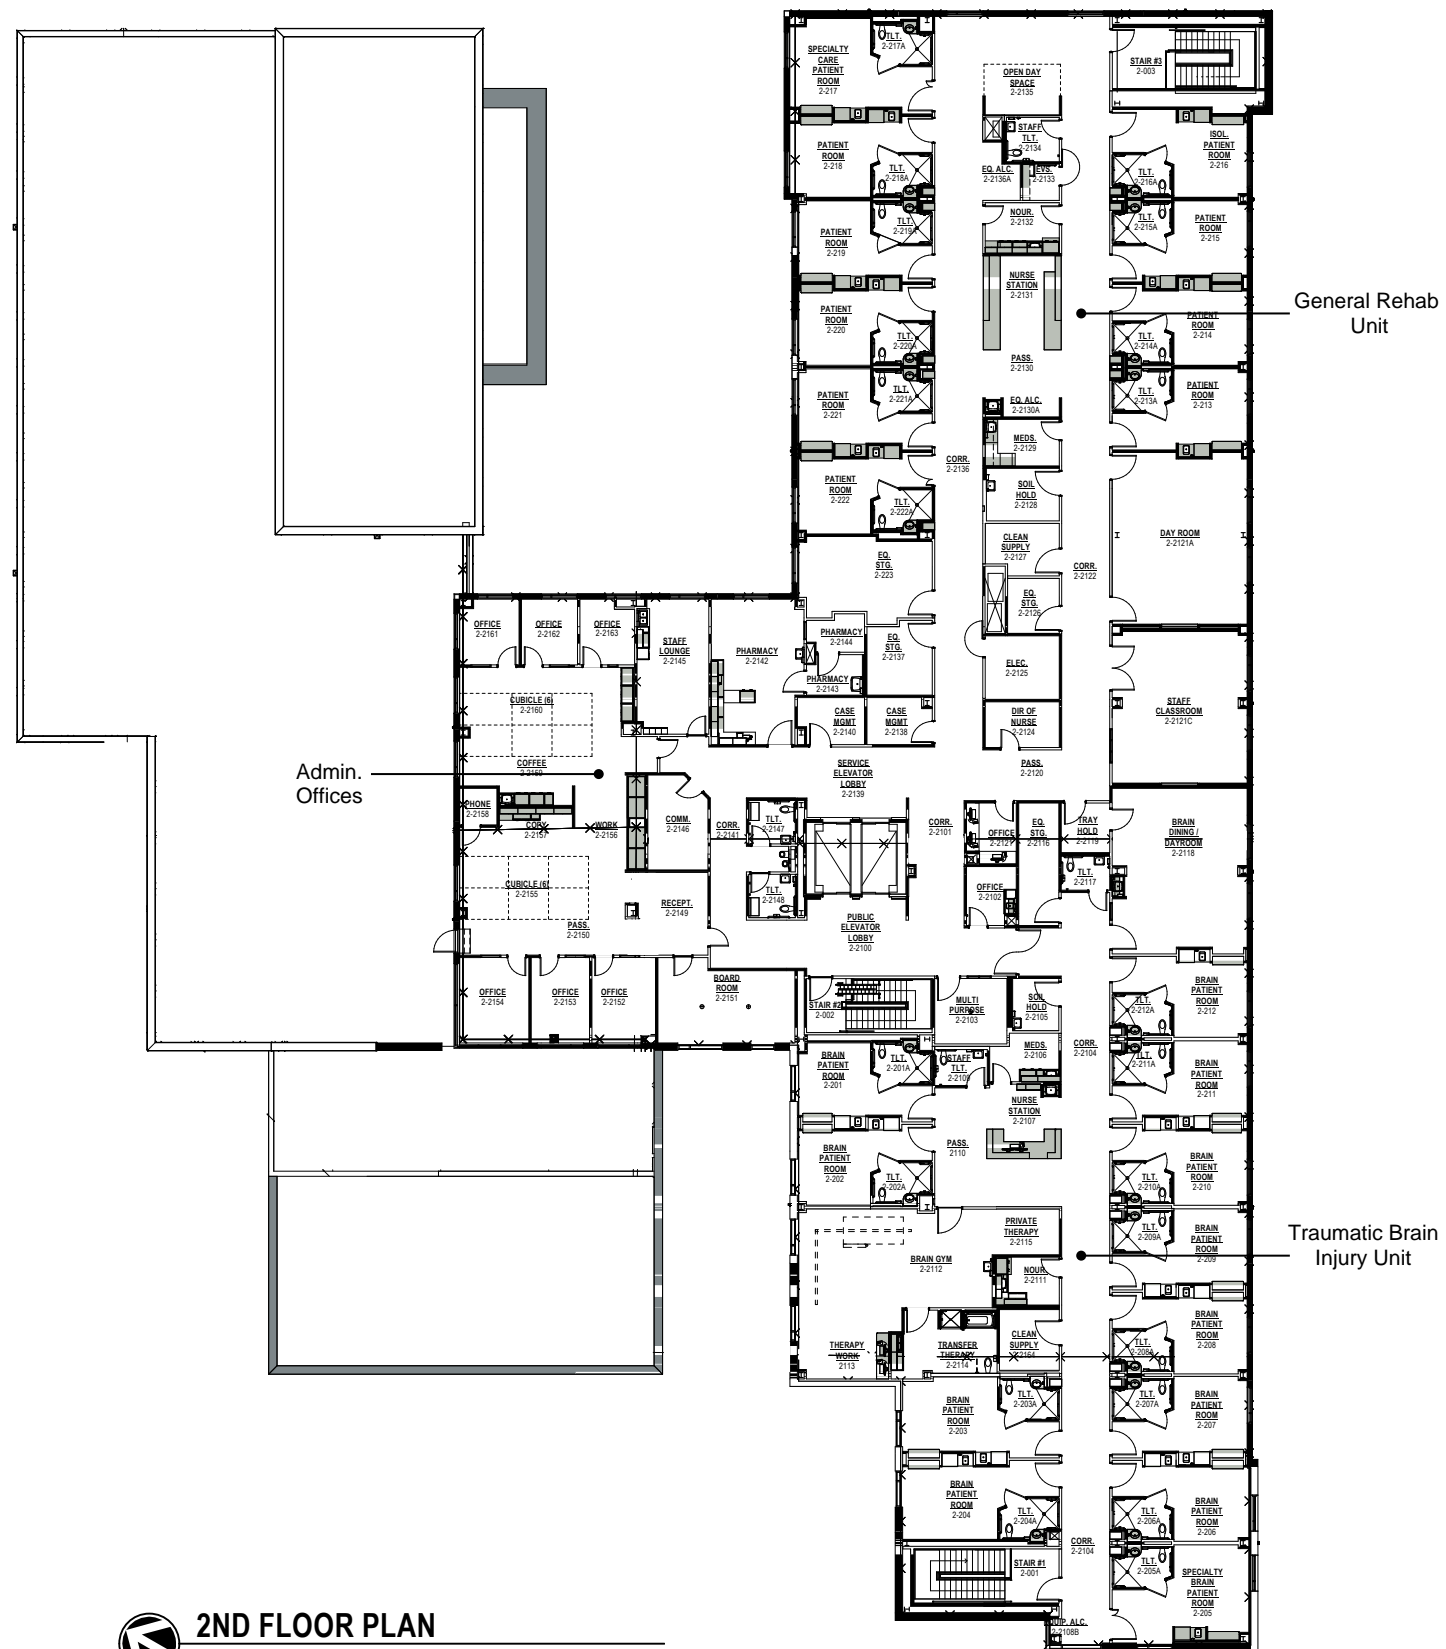 TLT.
2-217A
SPECIALTY
CARE
PATIENT
ROOM
2-217
OPEN DAY
SPACE
2-2135
STAIR #3
2-003
STAFF
TLT.
2-2134
ISOL.
PATIENT
ROOM
2-216
PATIENT
ROOM
2-218
TLT.
2-218A
EQ. ALC.
2-2136A
EVS.
2-2133
TLT.
2-216A
NOUR.
2-2132
TLT.
2-219A
TLT.
2-215A
PATIENT
ROOM
2-215
PATIENT
ROOM
2-219
NURSE
STATION
2-2131
General Rehab
Unit
PATIENT
ROOM
2-220
TLT.
2-220A
TLT.
2-214A
PATIENT
ROOM
2-214
PASS.
2-2130
PATIENT
ROOM
2-221
TLT.
2-221A
EQ. ALC.
2-2130A
TLT.
2-213A
PATIENT
ROOM
2-213
MEDS.
2-2129
CORR.
2-2136
PATIENT
ROOM
2-222
TLT.
2-222A
SOIL
HOLD
2-2128
CLEAN
SUPPLY
2-2127
DAY ROOM
2-2121A
EQ.
STG.
2-223
CORR.
2-2122
EQ.
STG.
2-2126
OFFICE
2-2161
OFFICE
2-2162
OFFICE
2-2163
STAFF
LOUNGE
2-2145
PHARMACY
2-2142
PHARMACY
2-2144
PHARMACY
2-2143
EQ.
STG.
2-2137
ELEC.
2-2125
STAFF
CLASSROOM
2-2121C
CUBICLE (6)
2-2160
CASE
MGMT
2-2140
CASE
MGMT
2-2138
DIR OF
NURSE
2-2124
COFFEE
2-2159
SERVICE
ELEVATOR
LOBBY
2-2139
PASS.
2-2120
Admin.
Offices
PHONE
2-2158
COPY
2-2157
WORK
2-2156
COMM.
2-2146
CORR.
2-2141
TLT.
2-2147
CORR.
2-2101
OFFICE
2-2121
EQ.
STG.
2-2116
TRAY
HOLD
2-2119
BRAIN
DINING /
DAYROOM
2-2118
TLT.
2-2117
CUBICLE (6)
2-2155
RECEPT.
2-2149
TLT.
2-2148
OFFICE
2-2102
PASS.
2-2150
PUBLIC
ELEVATOR
LOBBY
2-2100
OFFICE
2-2154
OFFICE
2-2153
OFFICE
2-2152
BOARD
ROOM
2-2151
STAIR #2
2-002
MULTI
PURPOSE
2-2103
SOIL
HOLD
2-2105
TLT.
2-212A
BRAIN
PATIENT
ROOM
2-212
BRAIN
PATIENT
ROOM
2-201
TLT.
2-201A
STAFF
TLT.
2-2109
MEDS.
2-2106
CORR.
2-2104
TLT.
2-211A
BRAIN
PATIENT
ROOM
2-211
NURSE
STATION
2-2107
BRAIN
PATIENT
ROOM
2-202
TLT.
2-202A
PASS.
2110
TLT.
2-210A
BRAIN
PATIENT
ROOM
2-210
PRIVATE
THERAPY
2-2115
BRAIN GYM
2-2112
NOUR.
2-2111
TLT.
2-209A
BRAIN
PATIENT
ROOM
2-209
Traumatic Brain
Injury Unit
THERAPY
WORK
2113
TRANSFER
THERAPY
2-2114
CLEAN
SUPPLY
2-2164
TLT.
2-208A
BRAIN
PATIENT
ROOM
2-208
BRAIN
PATIENT
ROOM
2-203
TLT.
2-203A
TLT.
2-207A
BRAIN
PATIENT
ROOM
2-207
BRAIN
PATIENT
ROOM
2-204
TLT.
2-204A
TLT.
2-206A
BRAIN
PATIENT
ROOM
2-206
CORR.
2-2104
STAIR #1
2-001
TLT.
2-205A
SPECIALTY
BRAIN
PATIENT
ROOM
2-205
ALC.
2-2108B
2ND FLOOR PLAN